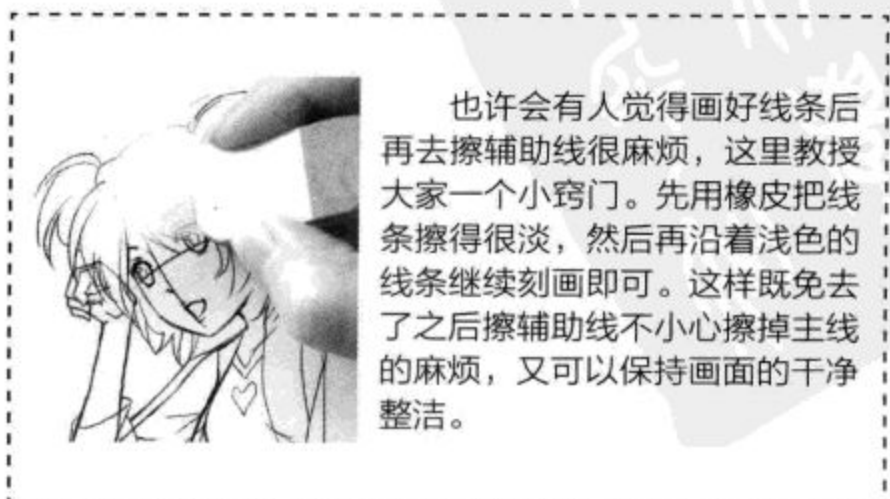 也许会有人觉得画好线条后
再去擦辅助线很麻烦，这里教授
大家一个小窍门。先用橡皮把线
条擦得很淡，然后再沿着浅色的
线条继续刻画即可。这样既免去
了之后擦辅助线不小心擦掉主线
的麻烦，又可以保持画面的干净
整洁。